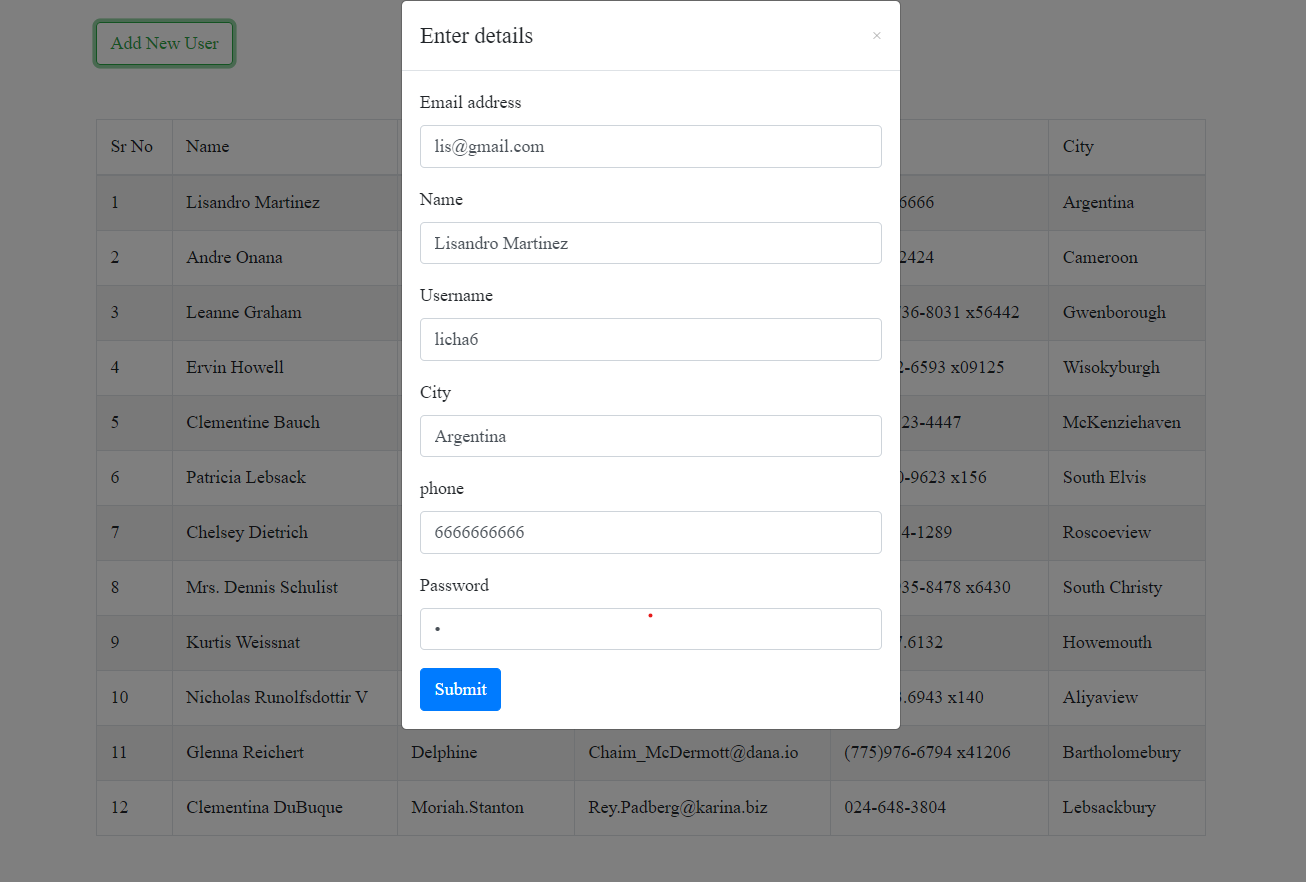 Add New User
Enter details
×
Email address
lis@gmail.com
Name
Lisandro Martinez
Username
licha6
City
Argentina
phone
6666666666
Password
•
Submit
Sr No Name City
1 Lisandro Martinez 6666 Argentina
2 Andre Onana 2424 Cameroon
3 Leanne Graham 36-8031 x56442 Gwenborough
4 Ervin Howell -6593 x09125 Wisokyburgh
5 Clementine Bauch 23-4447 McKenziehaven
6 Patricia Lebsack -9623 x156 South Elvis
7 Chelsey Dietrich 4-1289 Roscoeview
8 Mrs. Dennis Schulist 35-8478 x6430 South Christy
9 Kurtis Weissnat .6132 Howemouth
10 Nicholas Runolfsdottir V .6943 x140 Aliyaview
11 Glenna Reichert Delphine Chaim_McDermott@dana.io (775)976-6794 x41206 Bartholomebury
12 Clementina DuBuque Moriah.Stanton Rey.Padberg@karina.biz 024-648-3804 Lebsackbury